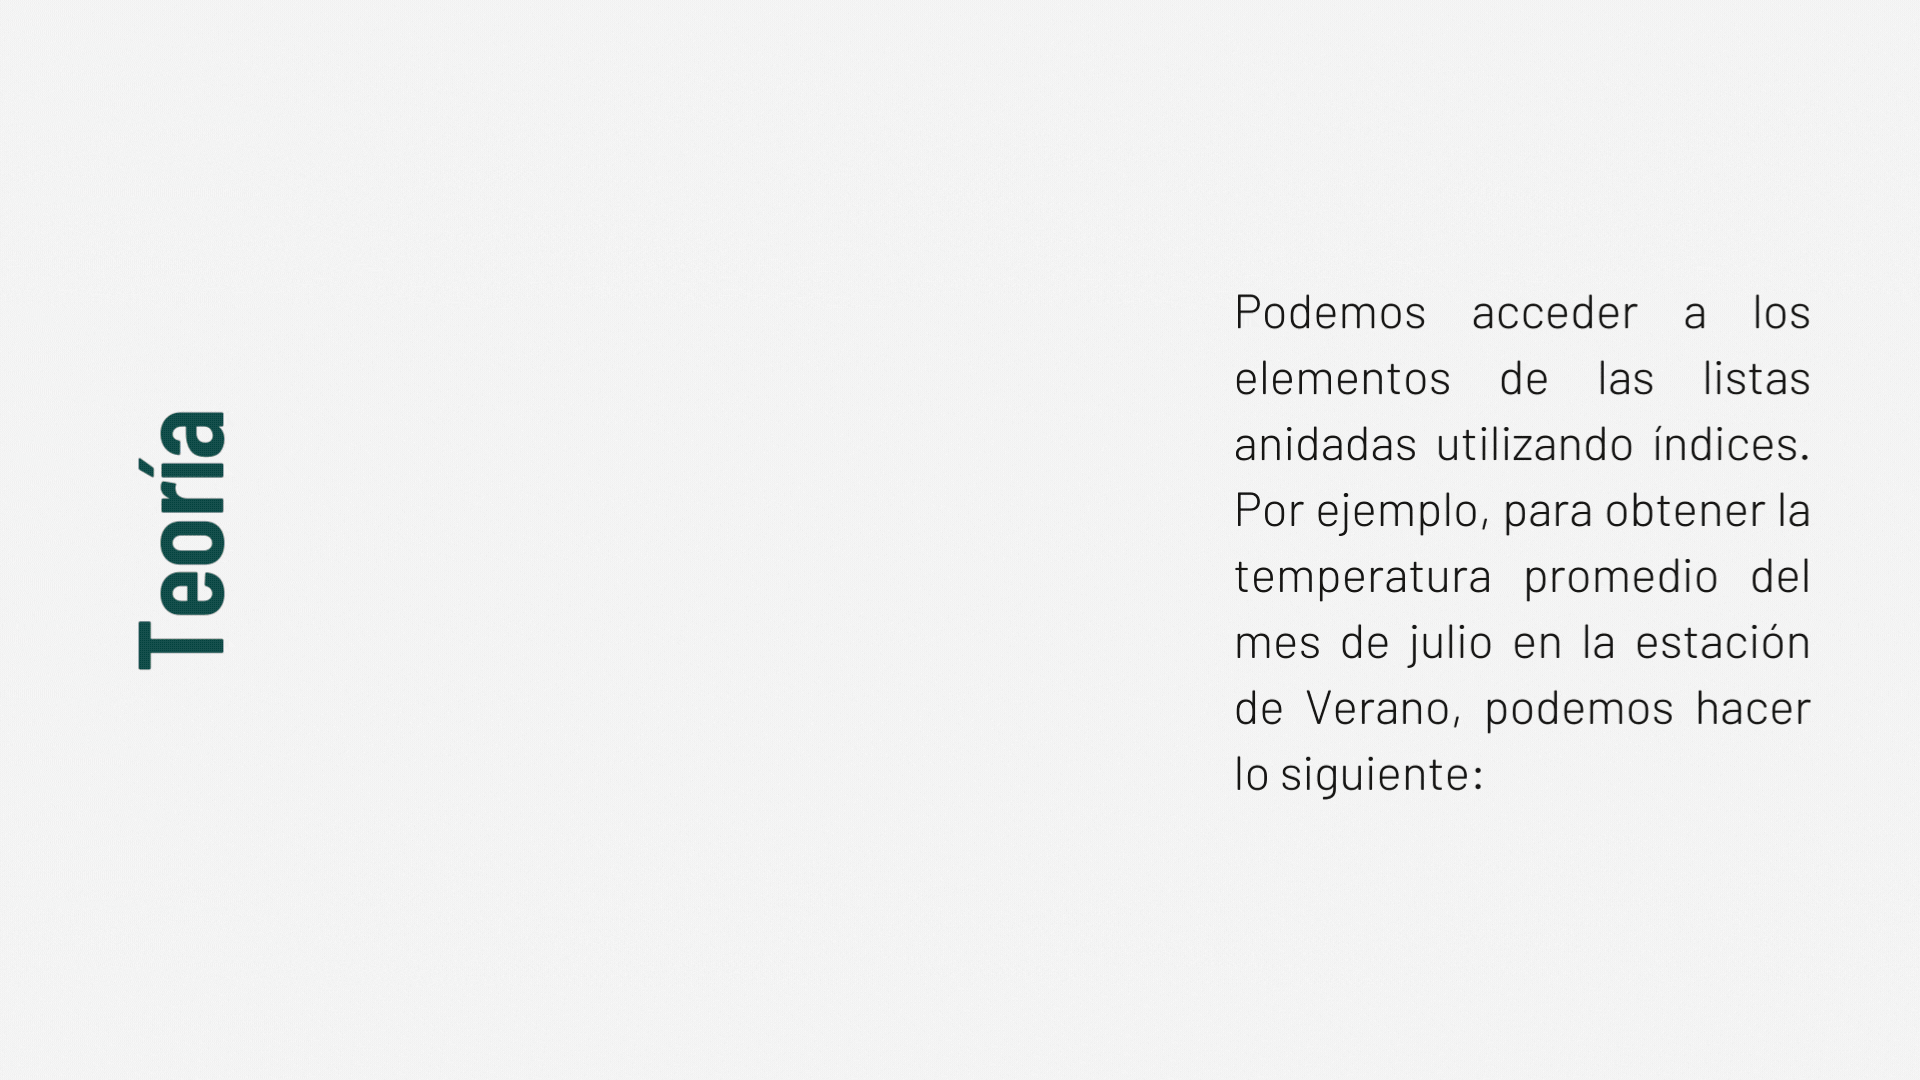 Teoría
Podemos acceder a los
elementos de las listas
anidadas utilizando índices.
Por ejemplo, para obtener la
temperatura promedio del
mes de julio en la estación
de Verano, podemos hacer
lo siguiente: